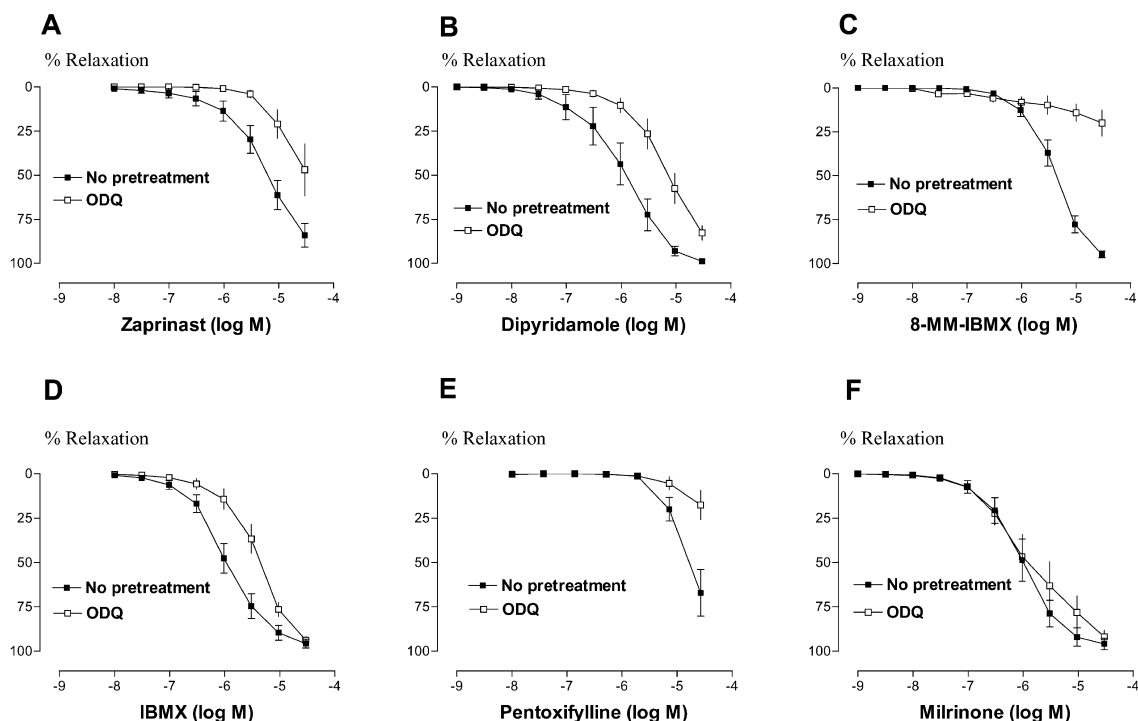 A
% Relaxation
0
25
50
75
100
No pretreatment
ODQ
-9 -8 -7 -6 -5 -4
Zaprinast (log M)
B
% Relaxation
0
25
50
75
100
No pretreatment
ODQ
-9 -8 -7 -6 -5 -4
Dipyridamole (log M)
C
% Relaxation
0
25
50
75
100
No pretreatment
ODQ
-9 -8 -7 -6 -5 -4
8-MM-IBMX (log M)
D
% Relaxation
0
25
50
75
100
No pretreatment
ODQ
-9 -8 -7 -6 -5 -4
IBMX (log M)
E
% Relaxation
0
25
50
75
100
No pretreatment
ODQ
-9 -8 -7 -6 -5 -4
Pentoxifylline (log M)
F
% Relaxation
0
25
50
75
100
No pretreatment
ODQ
-9 -8 -7 -6 -5 -4
Milrinone (log M)